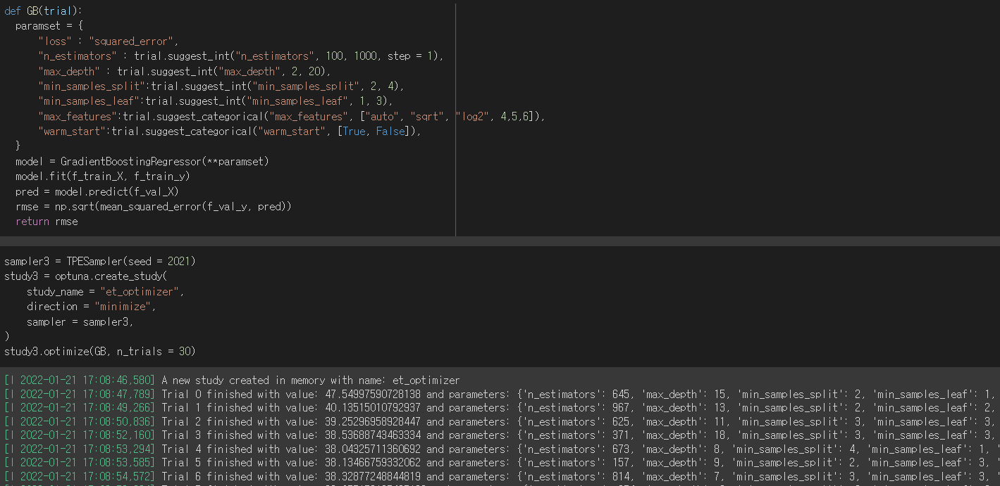 def GB(trial):
  paramset = {
      "loss" : "squared_error",
      "n_estimators" : trial.suggest_int("n_estimators", 100, 1000, step = 1),
      "max_depth" : trial.suggest_int("max_depth", 2, 20),
      "min_samples_split":trial.suggest_int("min_samples_split", 2, 4),
      "min_samples_leaf":trial.suggest_int("min_samples_leaf", 1, 3),
      "max_features":trial.suggest_categorical("max_features", ["auto", "sqrt", "log2", 4,5,6]),
      "warm_start":trial.suggest_categorical("warm_start", [True, False]),
  }
  model = GradientBoostingRegressor(**paramset)
  model.fit(f_train_X, f_train_y)
  pred = model.predict(f_val_X)
  rmse = np.sqrt(mean_squared_error(f_val_y, pred))
  return rmse
sampler3 = TPESampler(seed = 2021)
study3 = optuna.create_study(
    study_name = "et_optimizer",
    direction = "minimize",
    sampler = sampler3,
)
study3.optimize(GB, n_trials = 30)
[I 2022-01-21 17:08:46,580] A new study created in memory with name: et_optimizer
[I 2022-01-21 17:08:47,789] Trial 0 finished with value: 47.54997590728138 and parameters: {'n_estimators': 645, 'max_depth': 15, 'min_samples_split': 2, 'min_samples_leaf': 1,
[I 2022-01-21 17:08:49,266] Trial 1 finished with value: 40.13515010792937 and parameters: {'n_estimators': 967, 'max_depth': 13, 'min_samples_split': 2, 'min_samples_leaf': 2,
[I 2022-01-21 17:08:50,836] Trial 2 finished with value: 39.25296958928447 and parameters: {'n_estimators': 625, 'max_depth': 11, 'min_samples_split': 3, 'min_samples_leaf': 3,
[I 2022-01-21 17:08:52,160] Trial 3 finished with value: 38.53688743463334 and parameters: {'n_estimators': 371, 'max_depth': 18, 'min_samples_split': 3, 'min_samples_leaf': 3,
[I 2022-01-21 17:08:53,294] Trial 4 finished with value: 38.04325711360692 and parameters: {'n_estimators': 673, 'max_depth': 8, 'min_samples_split': 4, 'min_samples_leaf': 1, '
[I 2022-01-21 17:08:53,585] Trial 5 finished with value: 38.13466759332062 and parameters: {'n_estimators': 157, 'max_depth': 9, 'min_samples_split': 2, 'min_samples_leaf': 3, '
[I 2022-01-21 17:08:54,572] Trial 6 finished with value: 38.32877248844819 and parameters: {'n_estimators': 814, 'max_depth': 7, 'min_samples_split': 3, 'min_samples_leaf': 3, '